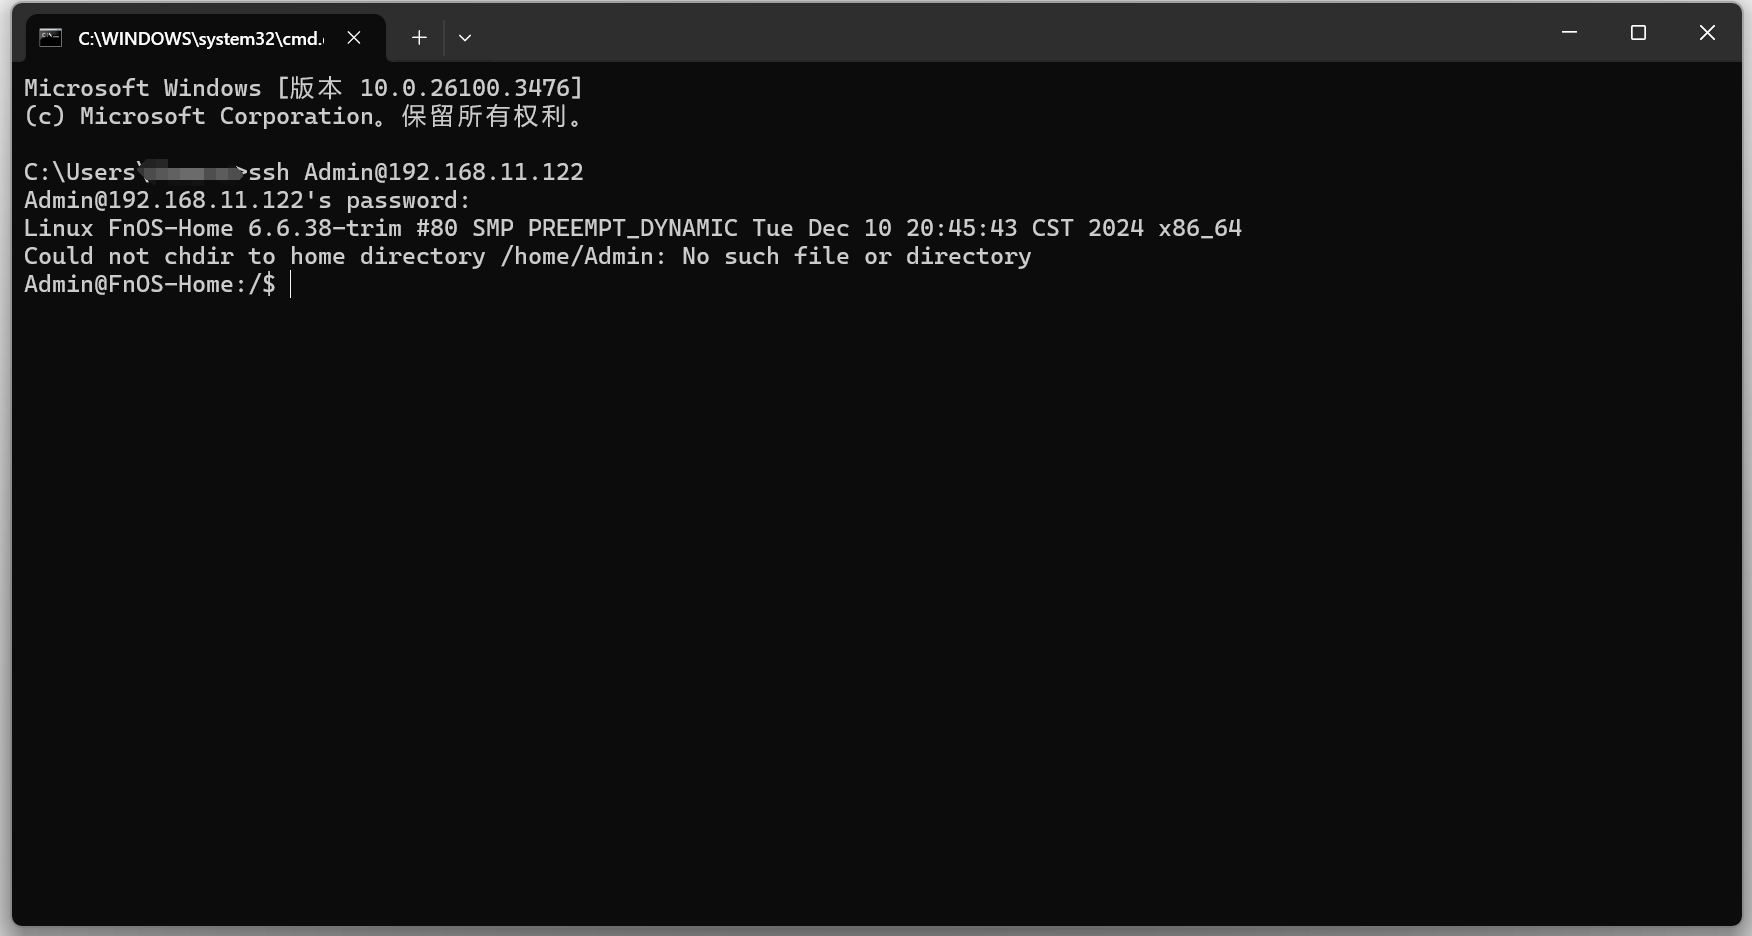 C:\WINDOWS\system32\cmd.
Microsoft Windows [版本 10.0.26100.3476]
(c) Microsoft Corporation。保留所有权利。
C:\Users\>ssh Admin@192.168.11.122
Admin@192.168.11.122's password:
Linux FnOS-Home 6.6.38-trim #80 SMP PREEMPT_DYNAMIC Tue Dec 10 20:45:43 CST 2024 x86_64
Could not chdir to home directory /home/Admin: No such file or directory
Admin@FnOS-Home:/$